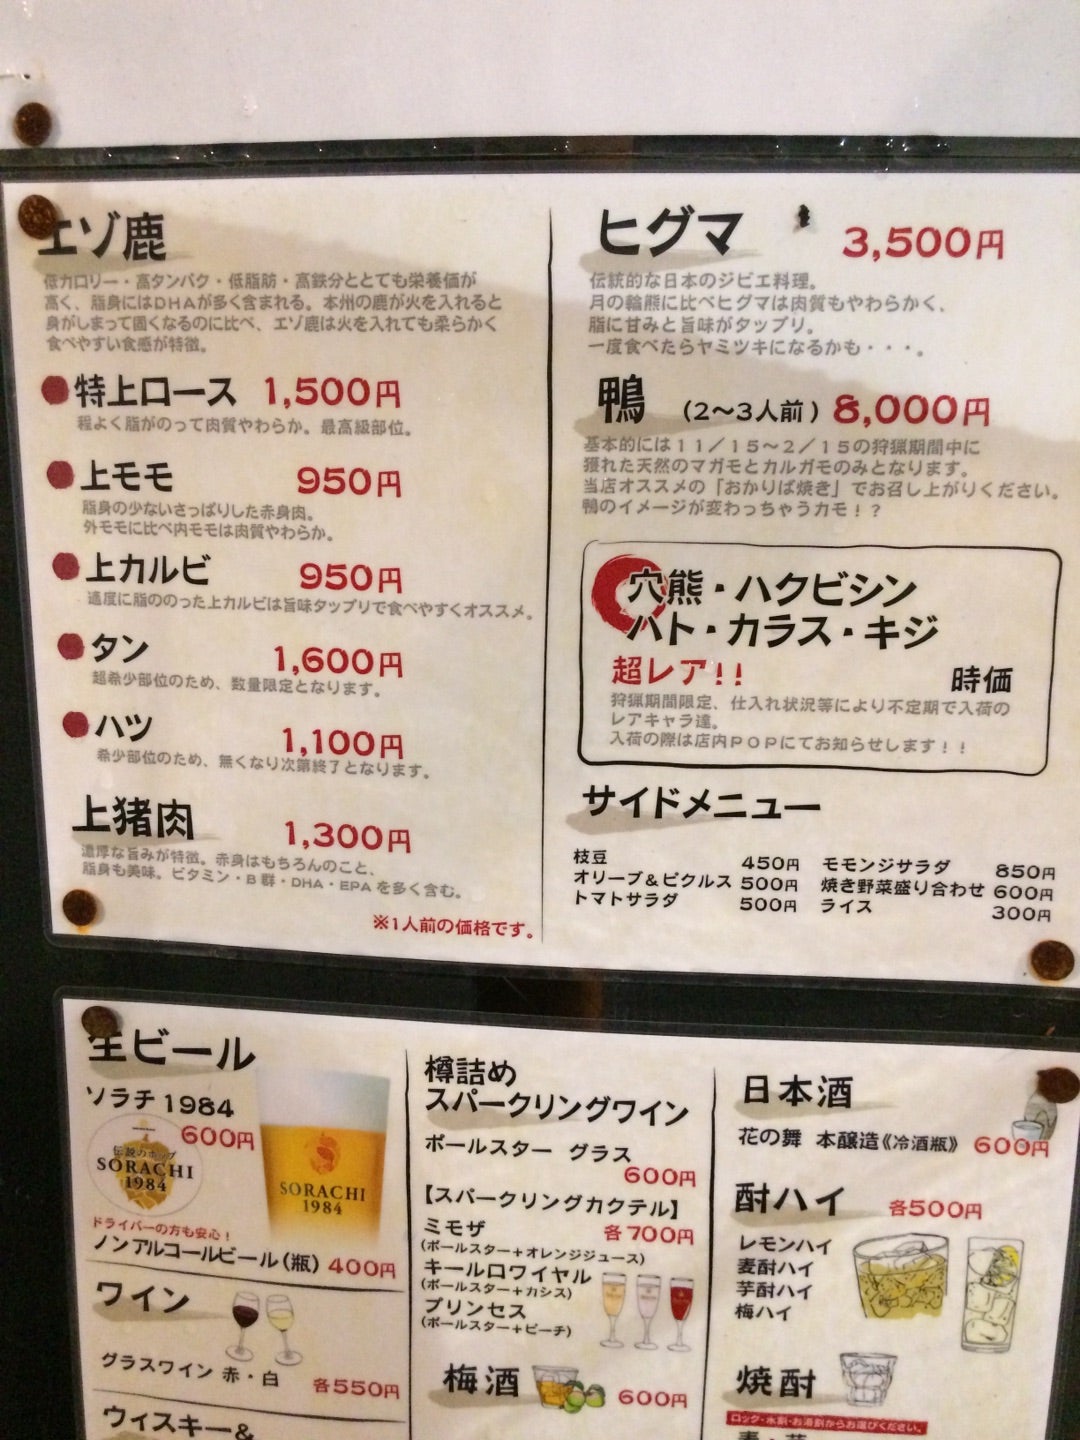 エゾ鹿
低カロリー・高タンパク・低脂肪・高鉄分ととても栄養価が
高く、脂身にはDHAが多く含まれる。本州の鹿が火を入れると
身がしまって固くなるのに比べ、エゾ鹿は火を入れても柔らかく
食べやすい食感が特徴。
特上ロース 1,500円
程よく脂がのって肉質やわらか。最高級部位。
上モモ 950円
脂身の少ないさっぱりした赤身肉。
外モモに比べ内モモは肉質やわらか。
上カルビ 950円
適度に脂ののった上カルビは旨味タップリで食べやすくオススメ。
タン 1,600円
超希少部位のため、数量限定となります。
ハツ 1,100円
希少部位のため、無くなり次第終了となります。
上猪肉 1,300円
濃厚な旨みが特徴。赤身はもちろんのこと、
脂身も美味。ビタミン・B群・DHA・EPAを多く含む。
※1人前の価格です。
ヒグマ 3,500円
伝統的な日本のジビエ料理。
月の輪熊に比べヒグマは肉質もやわらかく、
脂に甘みと旨味がタップリ。
一度食べたらヤミツキになるかも・・・。
鴨 (2～3人前) 8,000円
基本的には11／15～2／15の狩猟期間中に
獲れた天然のマガモとカルガモのみとなります。
当店オススメの「おかりば焼き」でお召し上がりください。
鴨のイメージが変わっちゃうカモ！？
穴熊・ハクビシン
ハト・カラス・キジ
超レア!! 時価
狩猟期間限定、仕入れ状況等により不定期で入荷の
レアキャラ達。
入荷の際は店内POPにてお知らせします！！
サイドメニュー
枝豆 450円
オリーブ&ピクルス 500円
トマトサラダ 500円
モモンジサラダ 850円
焼き野菜盛り合わせ 600円
ライス 300円
生ビール
ソラチ1984
600円
伝説のホップ
SORACHI
1984
SORACHI
1984
ドライバーの方も安心！
ノンアルコールビール(瓶) 400円
ワイン
グラスワイン 赤・白 各550円
ウィスキー&
樽詰め
スパークリングワイン
ポールスター グラス
600円
【スパークリングカクテル】
ミモザ 各700円
(ポールスター+オレンジジュース)
キールロワイヤル
(ポールスター+カシス)
プリンセス
(ポールスター+ピーチ)
梅酒 600円
日本酒
花の舞 本醸造《冷酒瓶》 600円
酎ハイ 各500円
レモンハイ
麦酎ハイ
芋酎ハイ
梅ハイ
焼酎
ロック・水割・お湯割からお選びください。
麦・芋